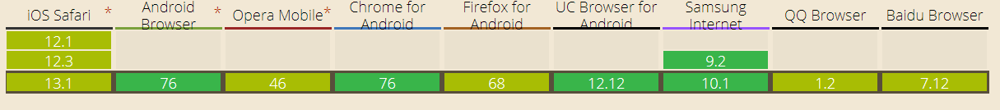 iOS Safari * Android Browser * Opera Mobile* Chrome for Android Firefox for Android UC Browser for Android Samsung Internet QQ Browser Baidu Browser
12.1
12.3 9.2
13.1 76 46 76 68 12.12 10.1 1.2 7.12